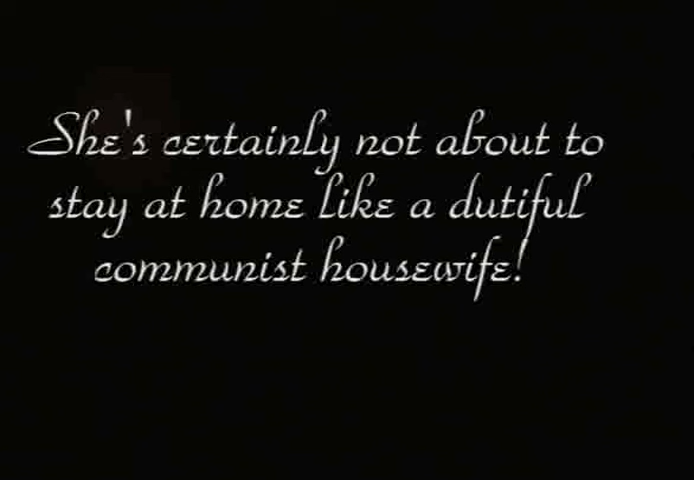 She's certainly not about to
stay at home like a dutiful
communist housewife!